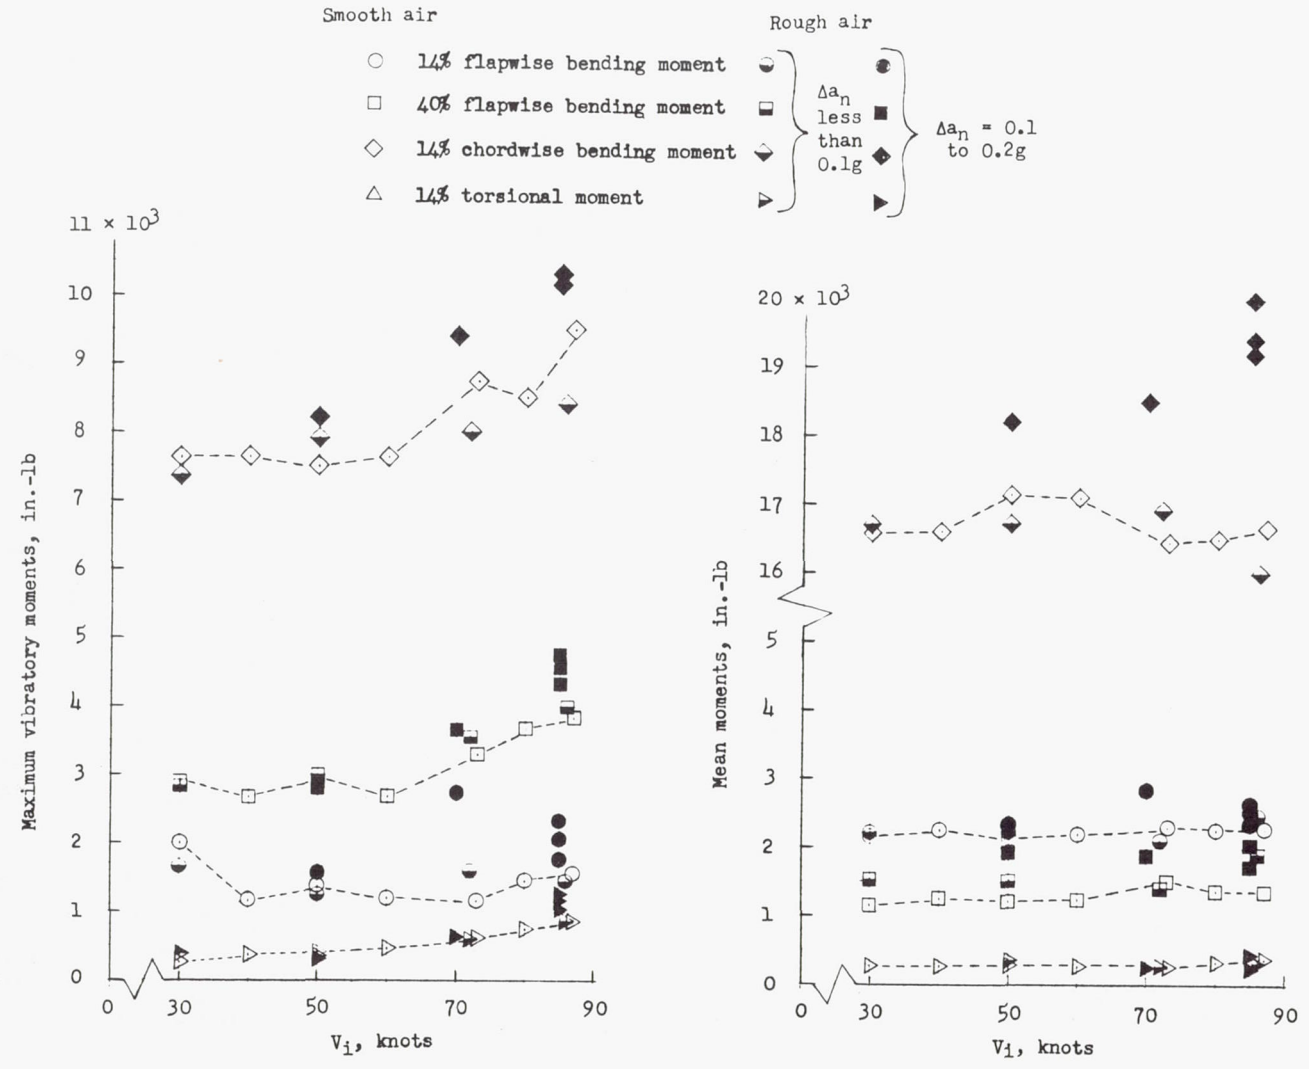 Smooth air
Rough air
14% flapwise bending moment
40% flapwise bending moment
14% chordwise bending moment
14% torsional moment
Δan
less
than
0.1g
Δan = 0.1
to 0.2g
11 × 10³
10
9
8
7
6
5
4
3
2
1
0
0 30 50 70 90
Vi, knots
Maximum vibratory moments, in.-lb
20 × 10³
19
18
17
16
5
4
3
2
1
0
0 30 50 70 90
Vi, knots
Mean moments, in.-lb